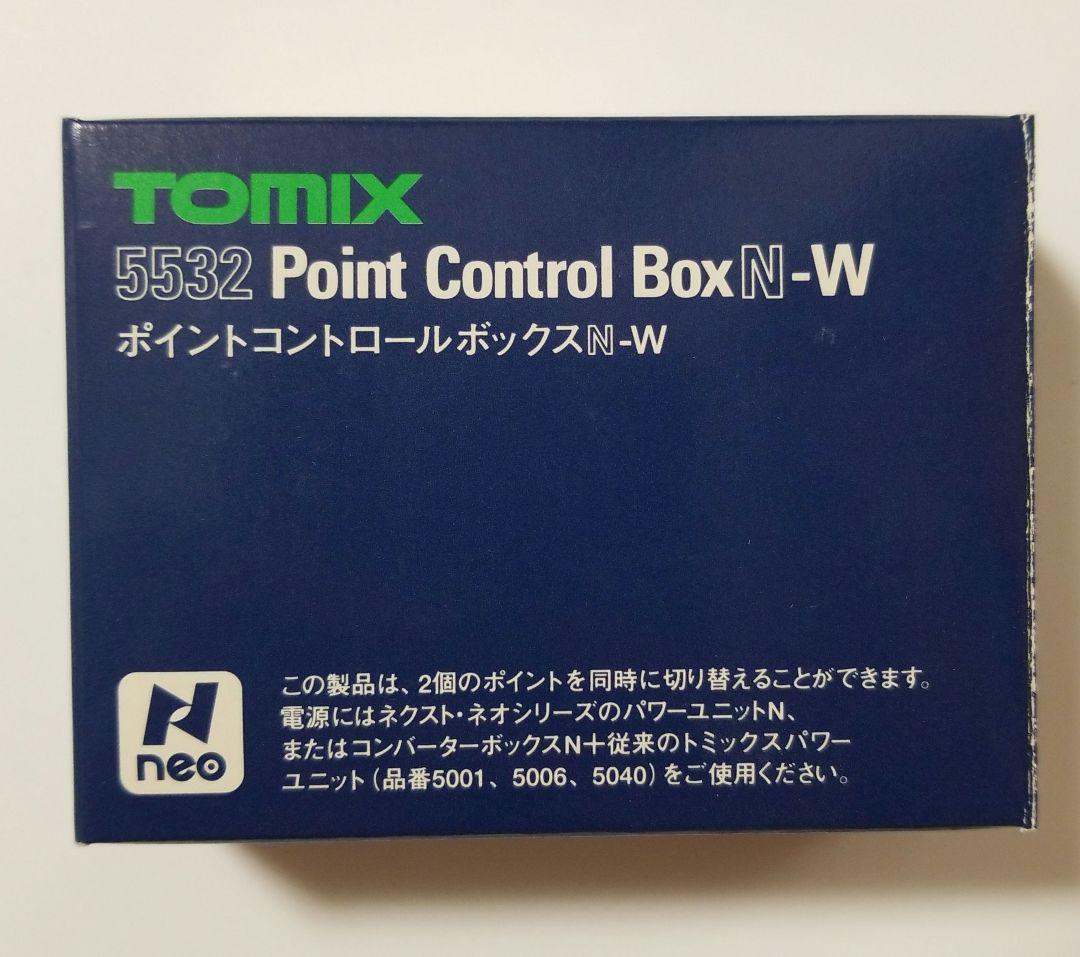 TOMIX
5532 Point Control Box N-W
ポイントコントロールボックスN-W
この製品は、2個のポイントを同時に切り替えることができます。
電源にはネクスト・ネオシリーズのパワーユニットN、
またはコンバーターボックスN+従来のトミックスパワー
ユニット(品番5001、5006、5040)をご使用ください。
N
neo